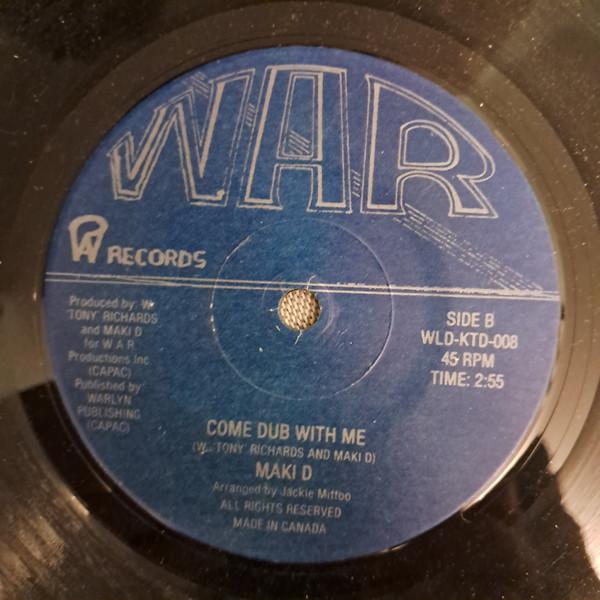 WAR
W RECORDS
Produced by: W.
'TONY' RICHARDS
and MAKI D
for W A R
Productions Inc
(CAPAC)
Published by
WARLYN
PUBLISHING
(CAPAC)
SIDE B
WLD-KTD-008
45 RPM
TIME: 2:55
COME DUB WITH ME
(W. 'TONY' RICHARDS AND MAKI D)
MAKI D
Arranged by Jackie Mittoo
ALL RIGHTS RESERVED
MADE IN CANADA